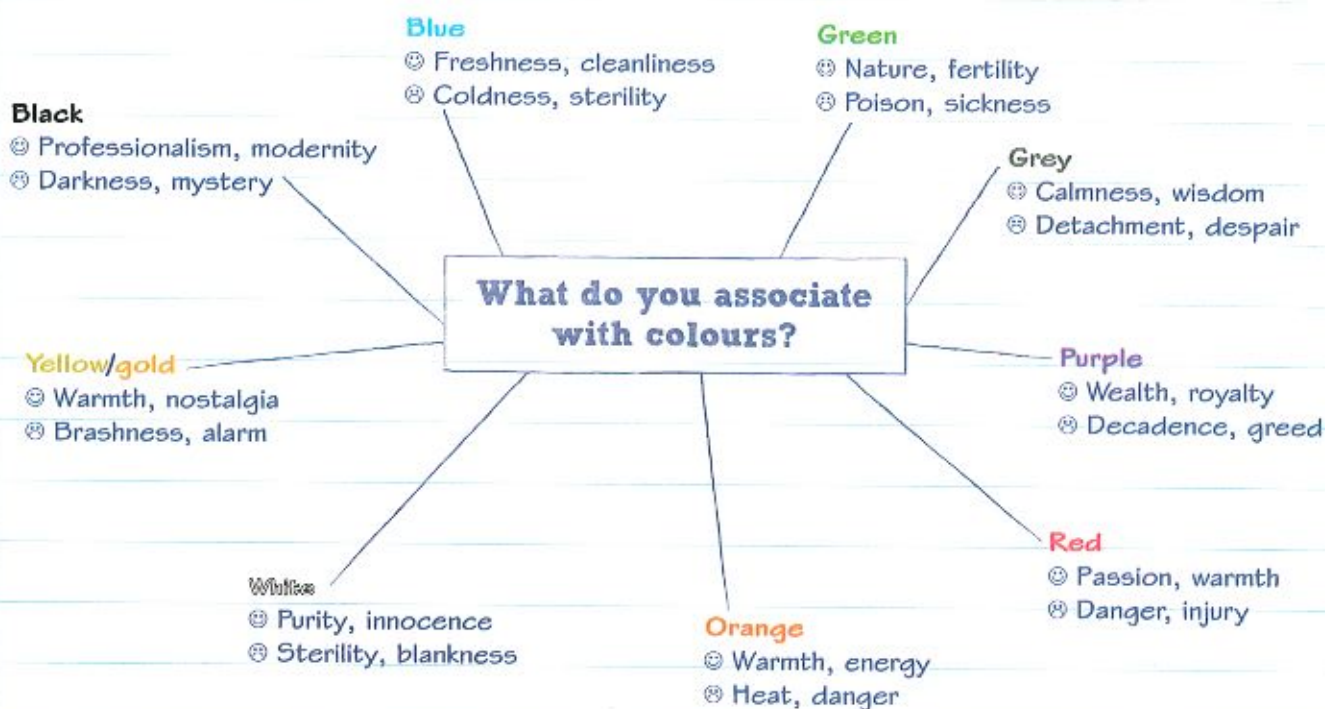 Blue
☺ Freshness, cleanliness
☹ Coldness, sterility
Green
☺ Nature, fertility
☹ Poison, sickness
Black
☺ Professionalism, modernity
☹ Darkness, mystery
Grey
☺ Calmness, wisdom
☹ Detachment, despair
What do you associate
with colours?
Yellow/gold
☺ Warmth, nostalgia
☹ Brashness, alarm
Purple
☺ Wealth, royalty
☹ Decadence, greed
White
☺ Purity, innocence
☹ Sterility, blankness
Orange
☺ Warmth, energy
☹ Heat, danger
Red
☺ Passion, warmth
☹ Danger, injury